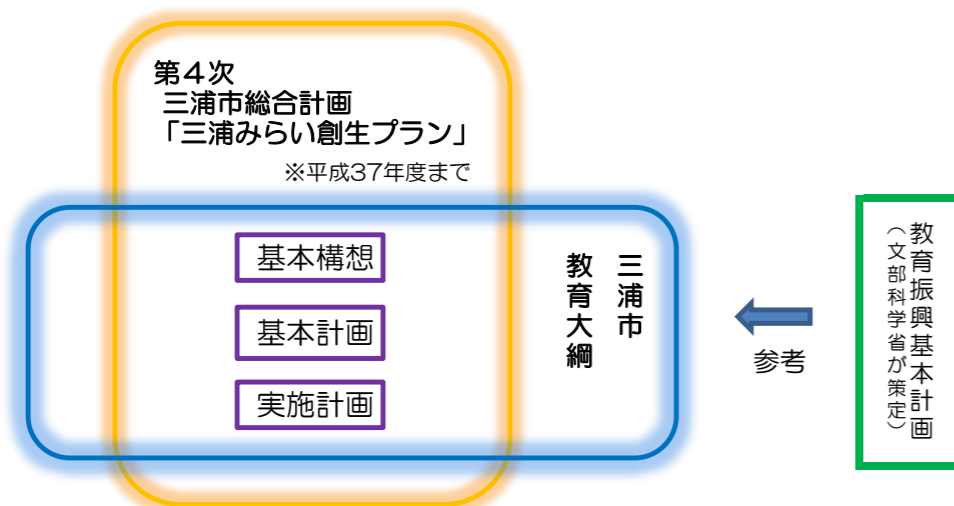 第4次
三浦市総合計画
「三浦みらい創生プラン」
※平成37年度まで
基本構想
基本計画
実施計画
三浦市
教育大綱
参考
教育振興基本計画
（文部科学省が策定）